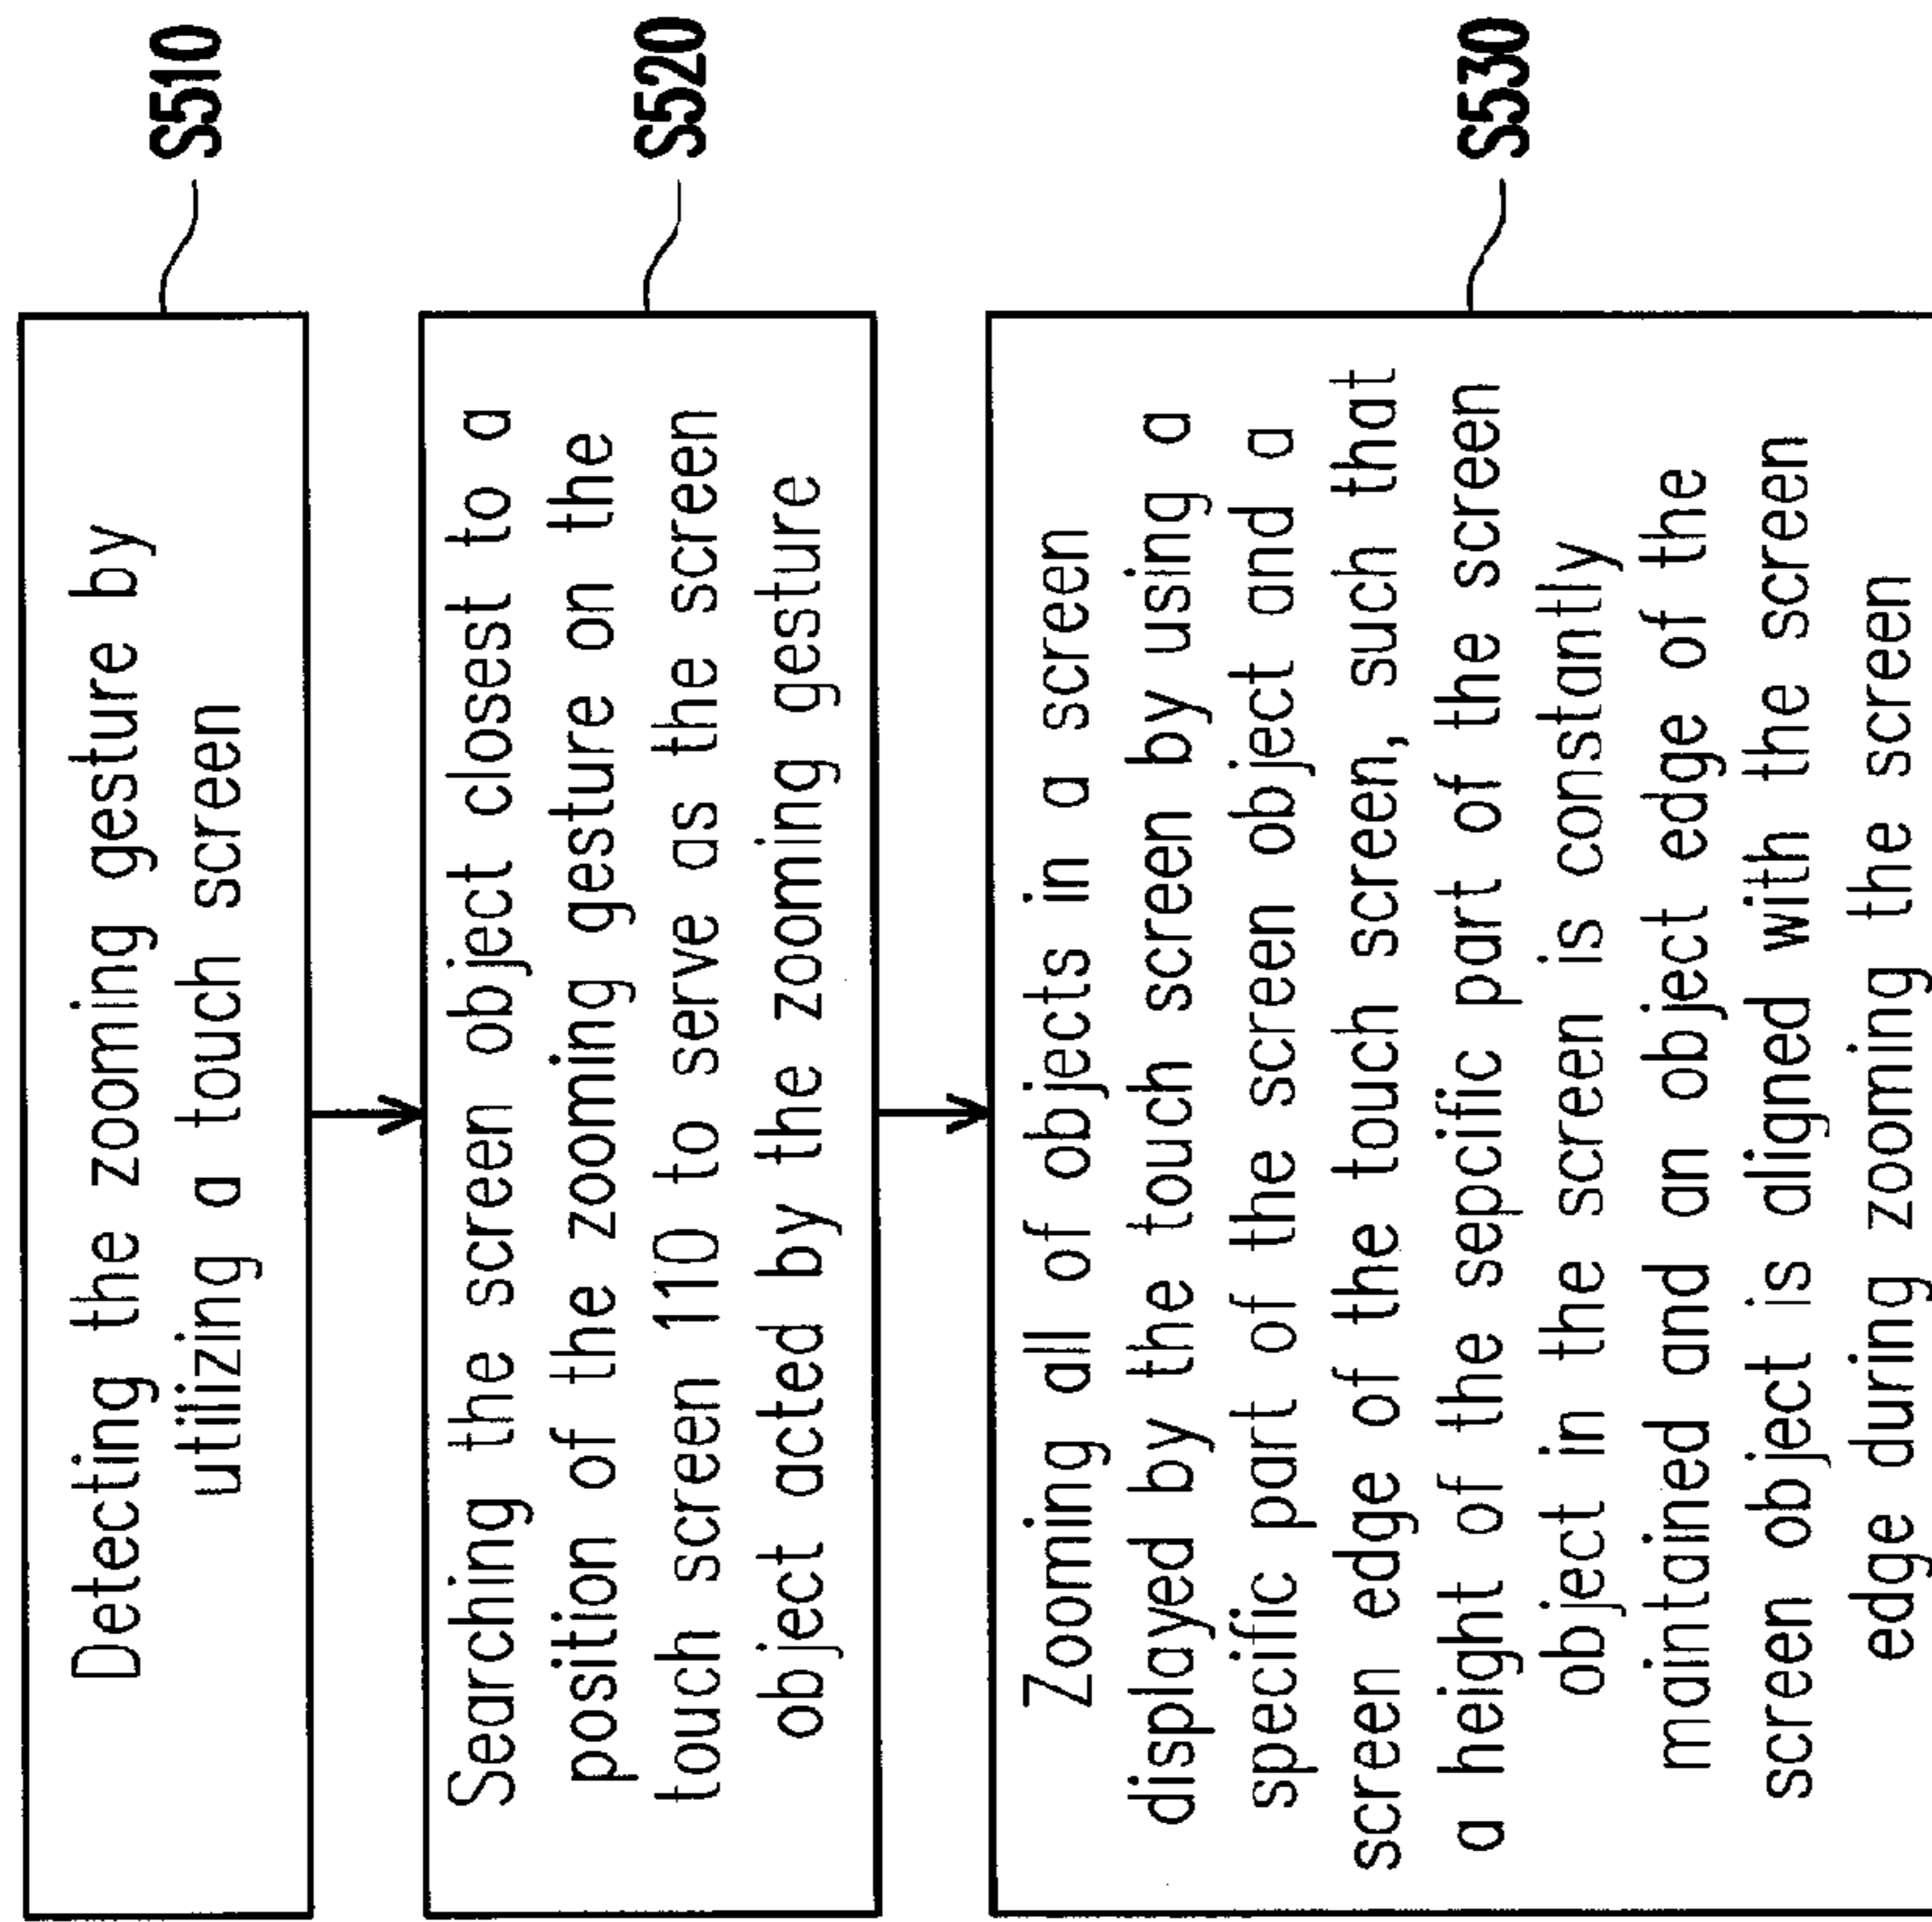 Detecting the zooming gesture by
utilizing a touch screen
S510
Searching the screen object closest to a
position of the zooming gesture on the
touch screen 110 to serve as the screen
object acted by the zooming gesture
S520
Zooming all of objects in a screen
displayed by the touch screen by using a
specific part of the screen object and a
screen edge of the touch screen, such that
a height of the sepcific part of the screen
object in the screen is constantly
maintained and an object edge of the
screen object is aligned with the screen
edge during zooming the screen
S530